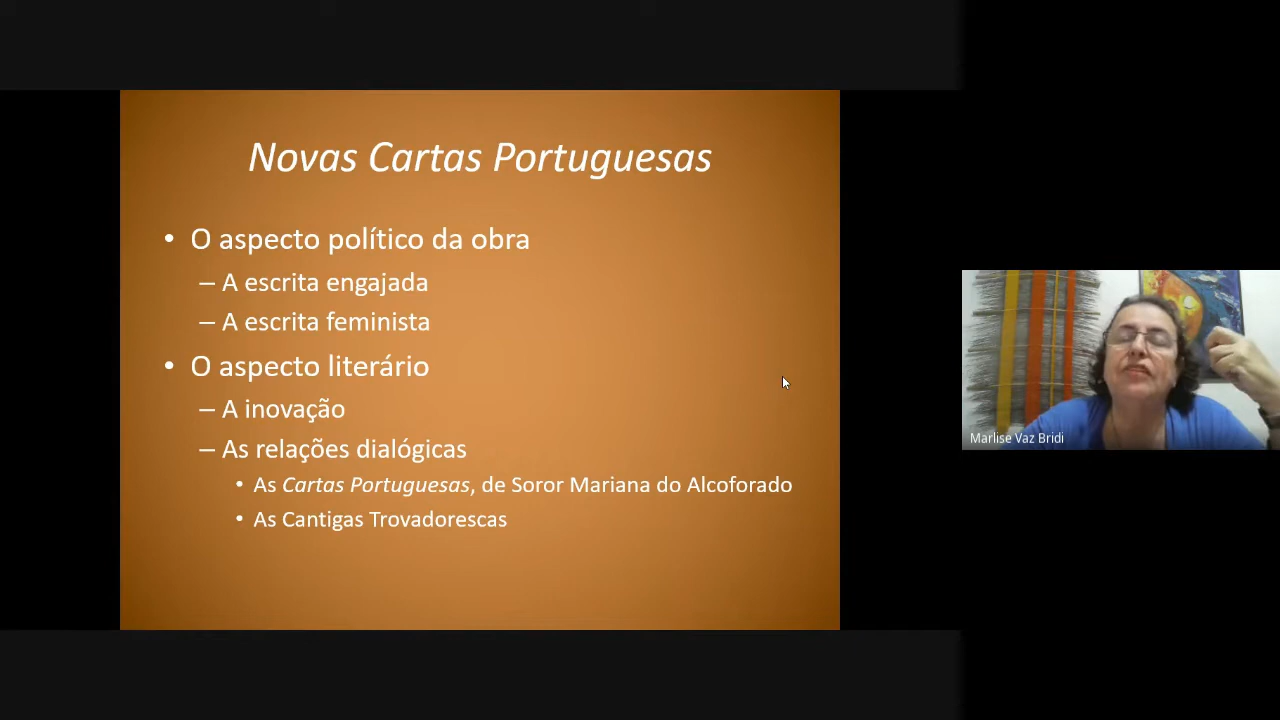 Novas Cartas Portuguesas
• O aspecto político da obra
– A escrita engajada
– A escrita feminista
• O aspecto literário
– A inovação
– As relações dialógicas
• As Cartas Portuguesas, de Soror Mariana do Alcoforado
• As Cantigas Trovadorescas
Marlise Vaz Bridi